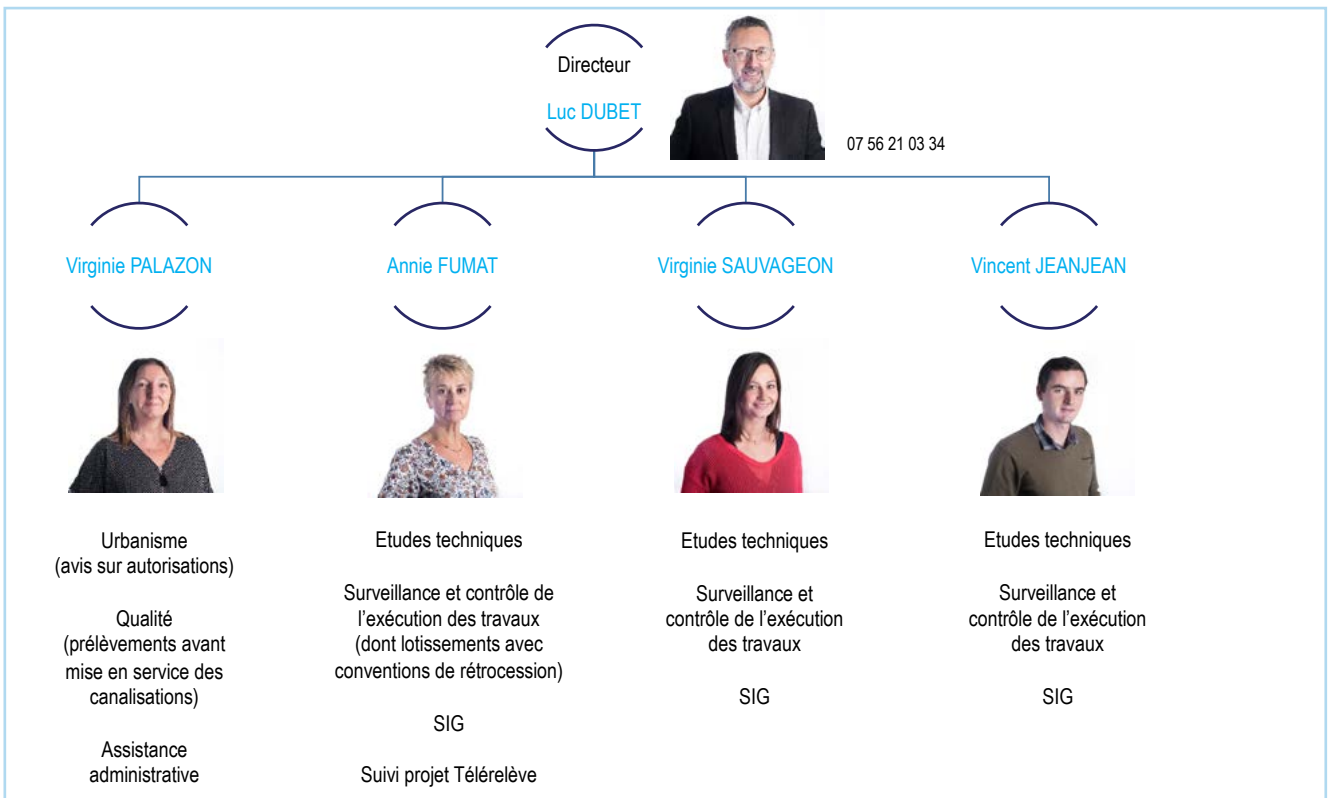 Directeur
Luc DUBET
07 56 21 03 34
Virginie PALAZON
Annie FUMAT
Virginie SAUVAGEON
Vincent JEANJEAN
Urbanisme
(avis sur autorisations)
Qualité
(prélèvements avant
mise en service des
canalisations)
Assistance
administrative
Etudes techniques
Surveillance et contrôle de
l’exécution des travaux
(dont lotissements avec
conventions de rétrocession)
SIG
Suivi projet Télérelève
Etudes techniques
Surveillance et
contrôle de l’exécution
des travaux
SIG
Etudes techniques
Surveillance et
contrôle de l’exécution
des travaux
SIG